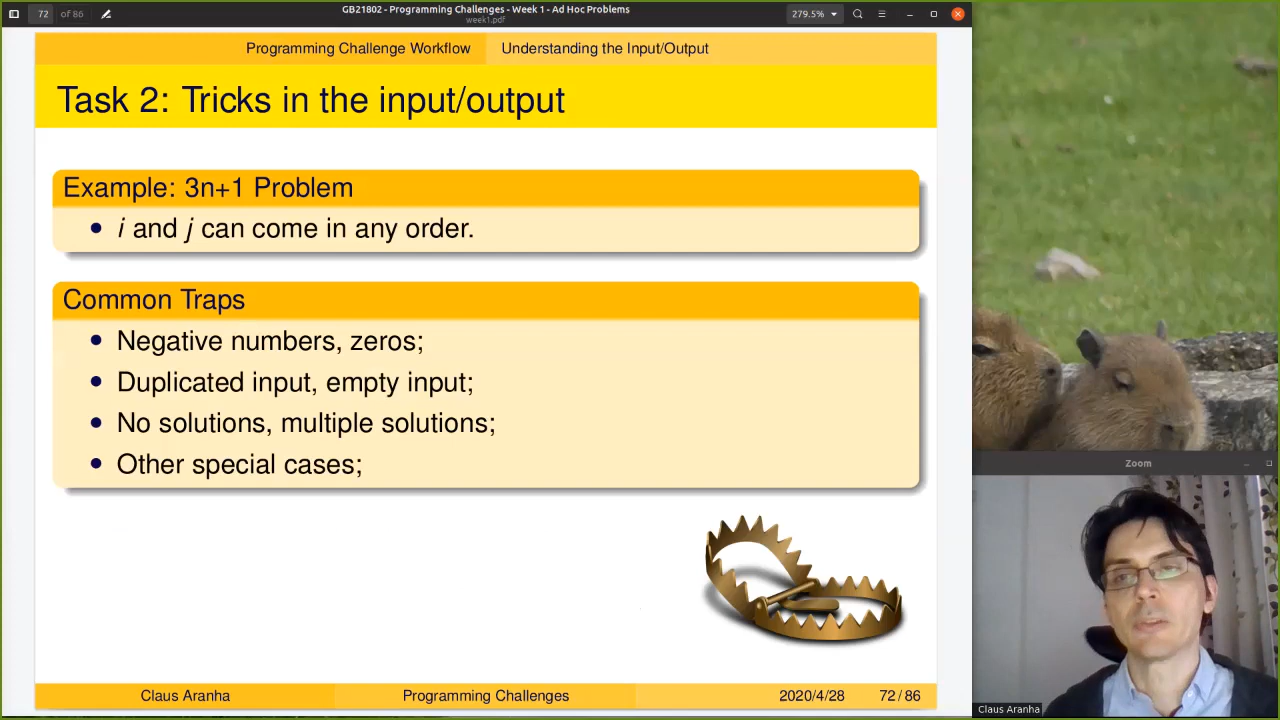 72 of 86
GB21802 - Programming Challenges - Week 1 - Ad Hoc Problems
week1.pdf
279.5%
Programming Challenge Workflow Understanding the Input/Output
Task 2: Tricks in the input/output
Example: 3n+1 Problem
• i and j can come in any order.
Common Traps
• Negative numbers, zeros;
• Duplicated input, empty input;
• No solutions, multiple solutions;
• Other special cases;
Claus Aranha Programming Challenges 2020/4/28 72 / 86
Zoom
Claus Aranha